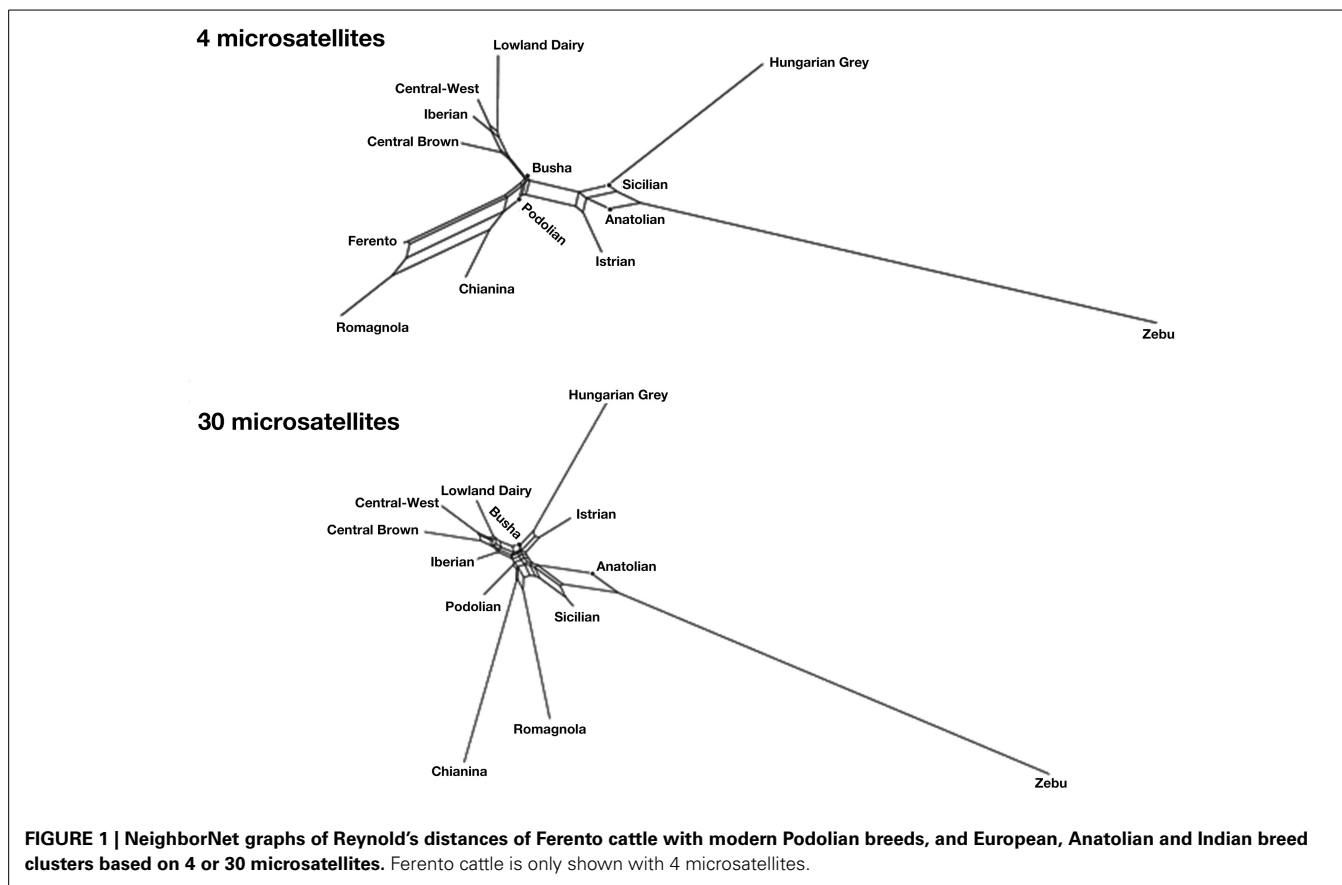 4 microsatellites
Lowland Dairy
Hungarian Grey
Central-West
Iberian
Central Brown
Busha
Sicilian
Podolian
Anatolian
Ferento
Istrian
Chianina
Romagnola
Zebu
30 microsatellites
Hungarian Grey
Lowland Dairy
Central-West
Busha
Istrian
Central Brown
Iberian
Anatolian
Podolian
Sicilian
Romagnola
Chianina
Zebu
FIGURE 1 | NeighborNet graphs of Reynold's distances of Ferento cattle with modern Podolian breeds, and European, Anatolian and Indian breed
clusters based on 4 or 30 microsatellites. Ferento cattle is only shown with 4 microsatellites.